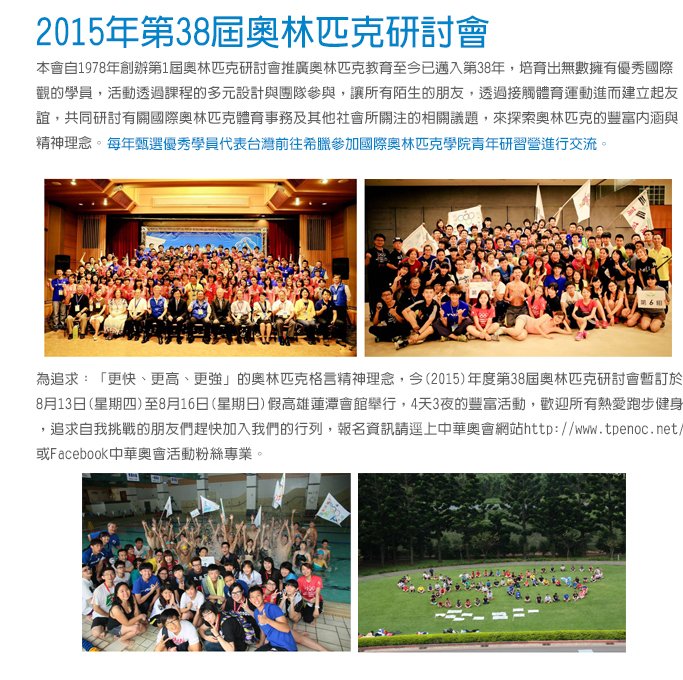 2015年第38屆奧林匹克研討會
本會自1978年創辦第1屆奧林匹克研討會推廣奧林匹克教育至今已邁入第38年，培育出無數擁有優秀國際
觀的學員，活動透過課程的多元設計與團隊參與，讓所有陌生的朋友，透過接觸體育運動進而建立起友
誼，共同研討有關國際奧林匹克體育事務及其他社會所關注的相關議題，來探索奧林匹克的豐富內涵與
精神理念。每年甄選優秀學員代表台灣前往希臘參加國際奧林匹克學院青年研習營進行交流。
第 6 組
為追求：「更快、更高、更強」的奧林匹克格言精神理念，今(2015)年度第38屆奧林匹克研討會暫訂於
8月13日(星期四)至8月16日(星期日)假高雄蓮潭會館舉行，4天3夜的豐富活動，歡迎所有熱愛跑步健身
，追求自我挑戰的朋友們趕快加入我們的行列，報名資訊請逕上中華奧會網站http://www.tpenoc.net/
或Facebook中華奧會活動粉絲專業。